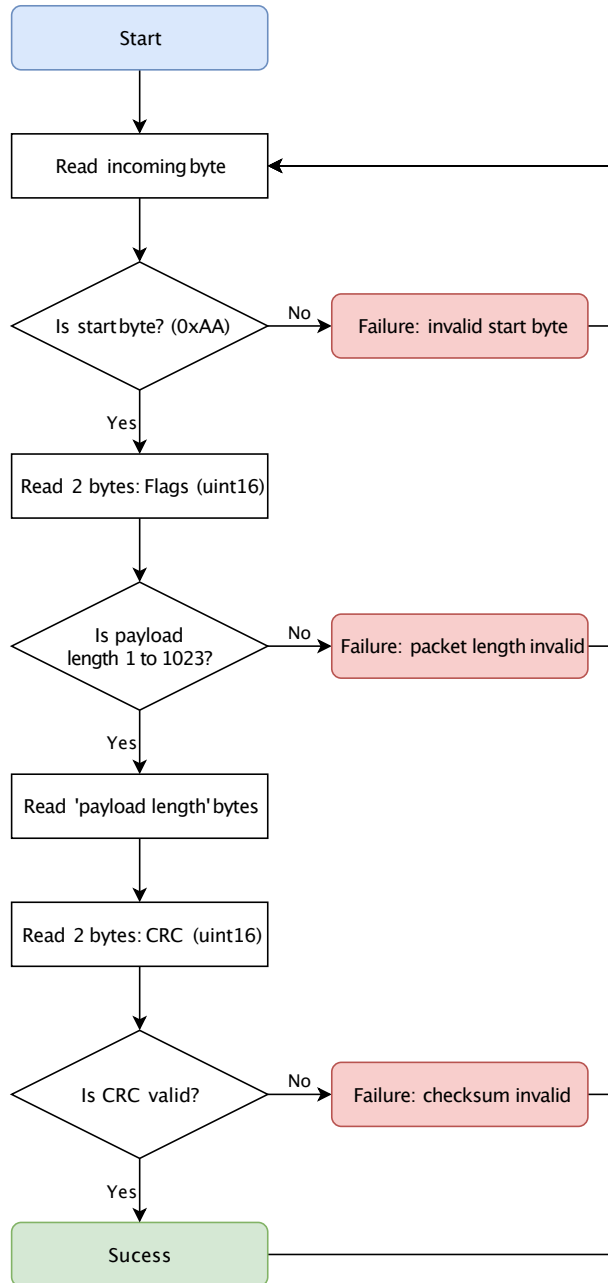 Start
Read incoming byte
Is start byte? (0xAA)
No
Failure: invalid start byte
Yes
Read 2 bytes: Flags (uint16)
Is payload
length 1 to 1023?
No
Failure: packet length invalid
Yes
Read 'payload length' bytes
Read 2 bytes: CRC (uint16)
Is CRC valid?
No
Failure: checksum invalid
Yes
Sucess